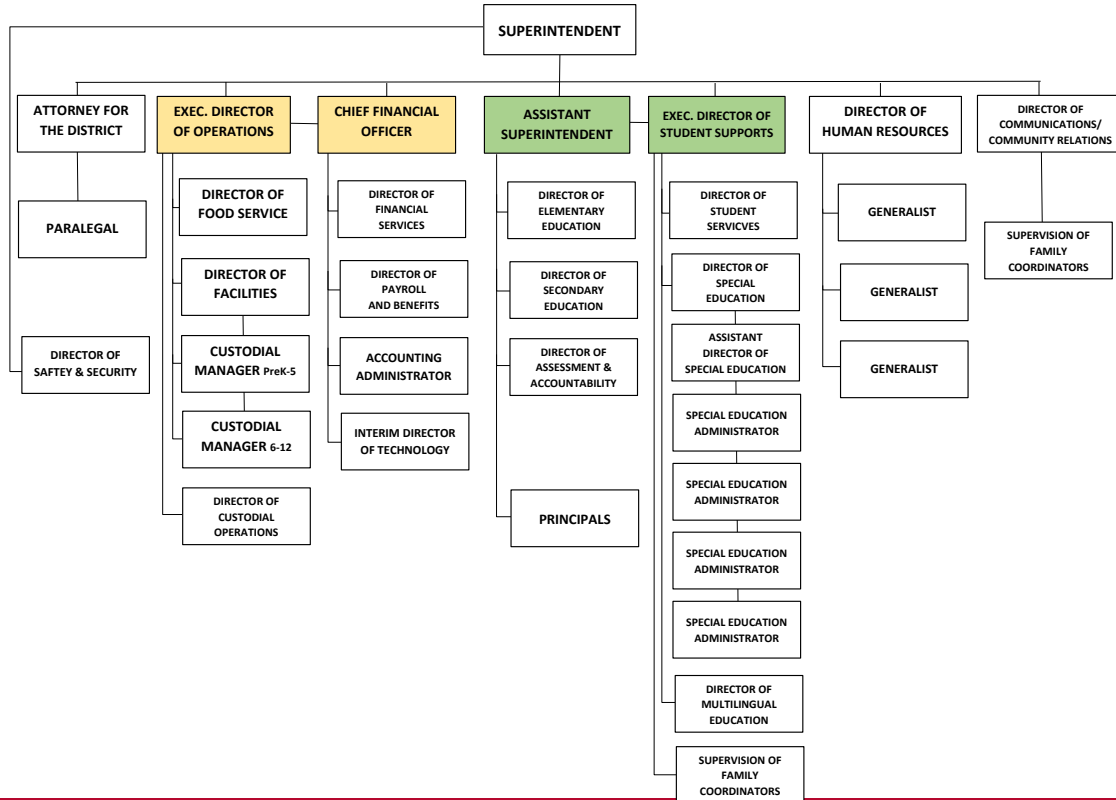 SUPERINTENDENT
ATTORNEY FOR
THE DISTRICT
EXEC. DIRECTOR
OF OPERATIONS
CHIEF FINANCIAL
OFFICER
ASSISTANT
SUPERINTENDENT
EXEC. DIRECTOR OF
STUDENT SUPPORTS
DIRECTOR OF
HUMAN RESOURCES
DIRECTOR OF
COMMUNICATIONS/
COMMUNITY RELATIONS
PARALEGAL
DIRECTOR OF
SAFTEY & SECURITY
DIRECTOR OF
FOOD SERVICE
DIRECTOR OF
FACILITIES
CUSTODIAL
MANAGER PreK-5
CUSTODIAL
MANAGER 6-12
DIRECTOR OF
CUSTODIAL
OPERATIONS
DIRECTOR OF
FINANCIAL
SERVICES
DIRECTOR OF
PAYROLL
AND BENEFITS
ACCOUNTING
ADMINISTRATOR
INTERIM DIRECTOR
OF TECHNOLOGY
DIRECTOR OF
ELEMENTARY
EDUCATION
DIRECTOR OF
SECONDARY
EDUCATION
DIRECTOR OF
ASSESSMENT &
ACCOUNTABILITY
PRINCIPALS
DIRECTOR OF
STUDENT
SERVICVES
DIRECTOR OF
SPECIAL
EDUCATION
ASSISTANT
DIRECTOR OF
SPECIAL EDUCATION
SPECIAL EDUCATION
ADMINISTRATOR
SPECIAL EDUCATION
ADMINISTRATOR
SPECIAL EDUCATION
ADMINISTRATOR
SPECIAL EDUCATION
ADMINISTRATOR
DIRECTOR OF
MULTILINGUAL
EDUCATION
SUPERVISION OF
FAMILY
COORDINATORS
GENERALIST
GENERALIST
GENERALIST
SUPERVISION OF
FAMILY
COORDINATORS